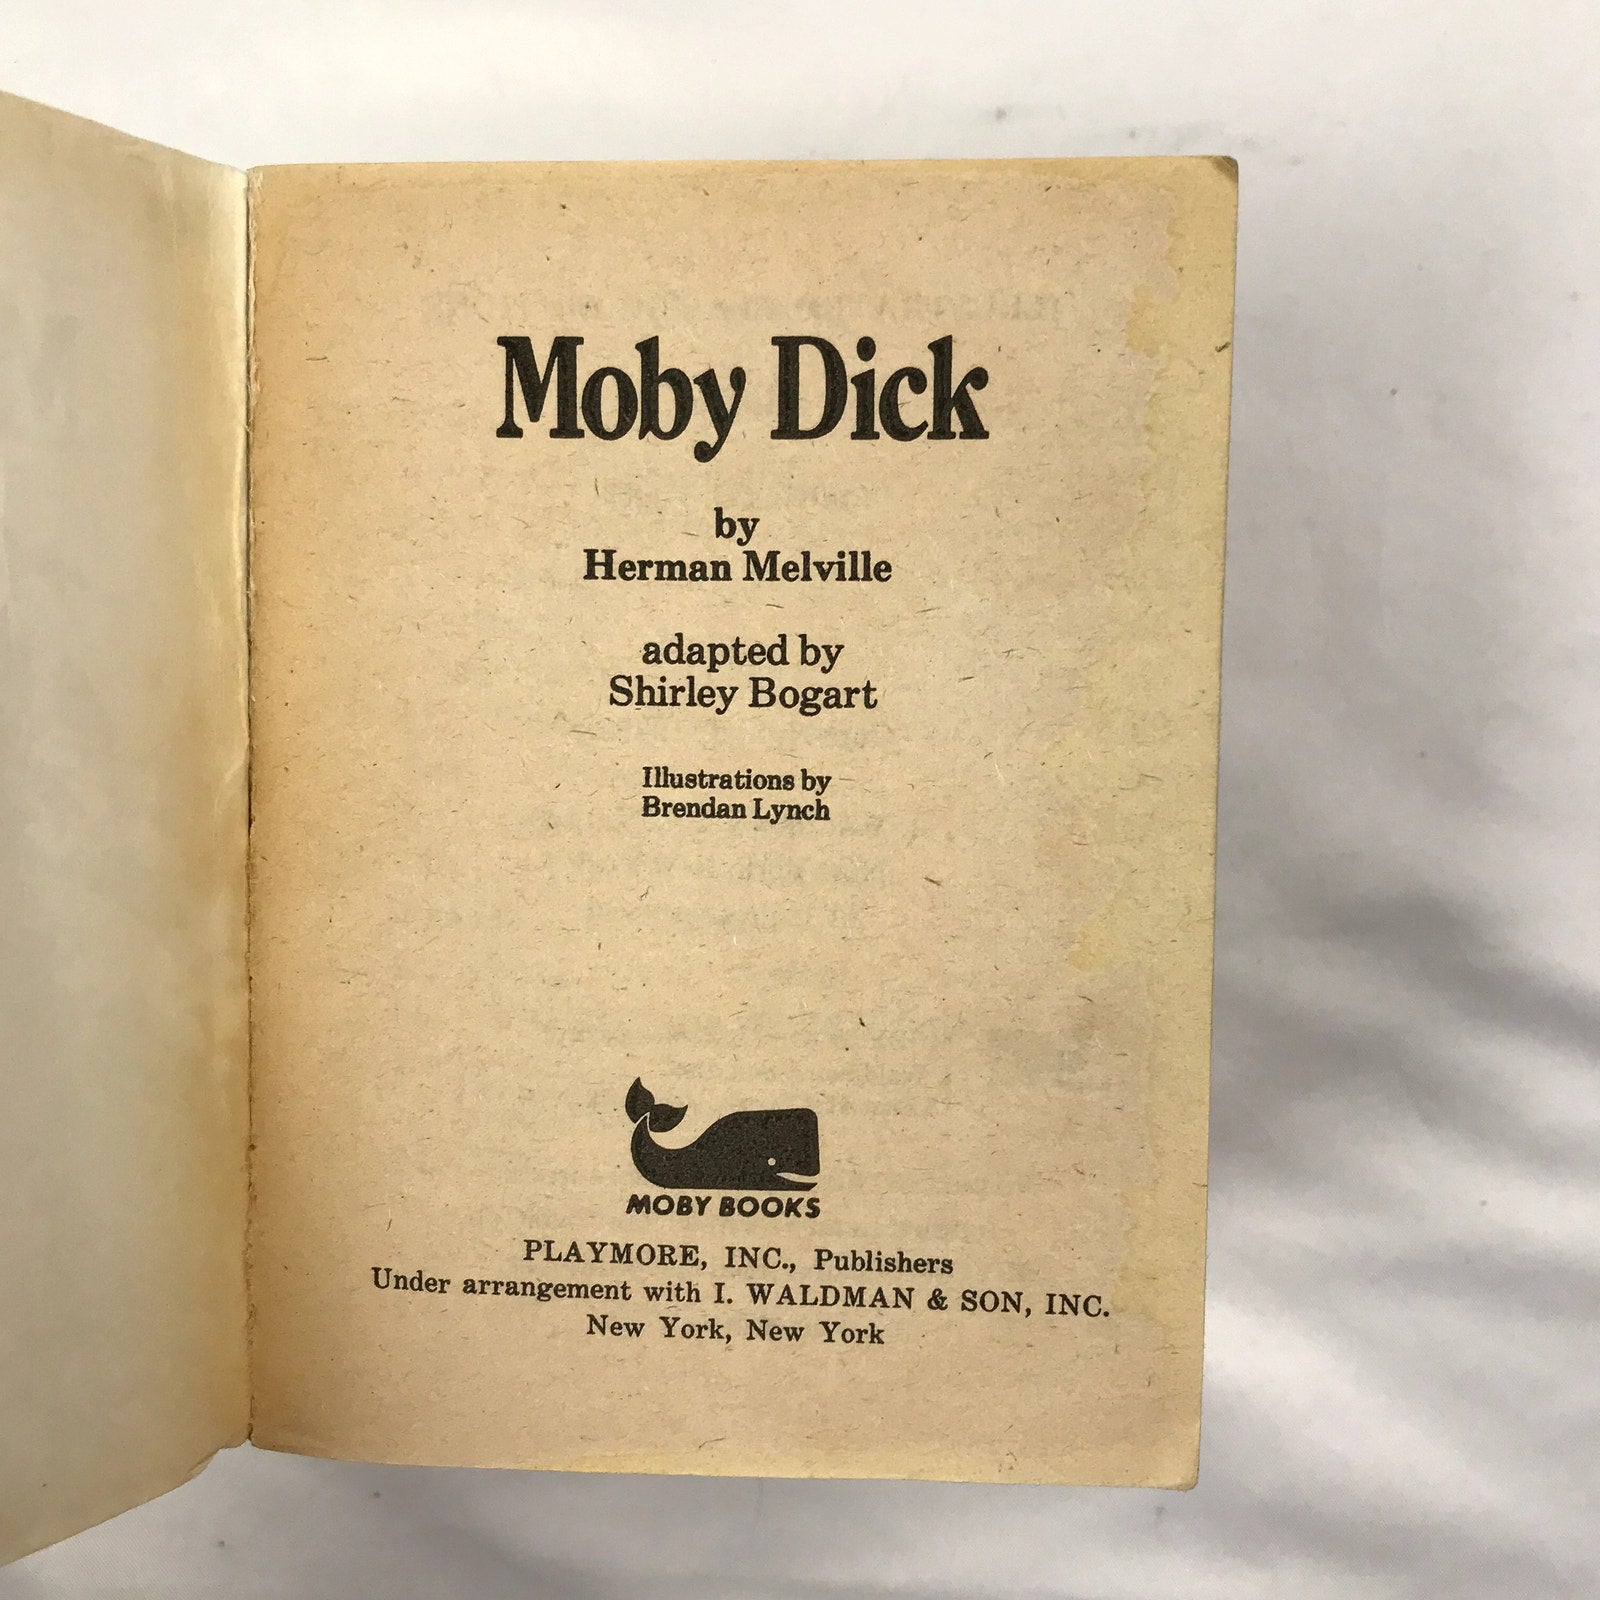 Moby Dick
by
Herman Melville
adapted by
Shirley Bogart
Illustrations by
Brendan Lynch
MOBY BOOKS
PLAYMORE, INC., Publishers
Under arrangement with I. WALDMAN & SON, INC.
New York, New York